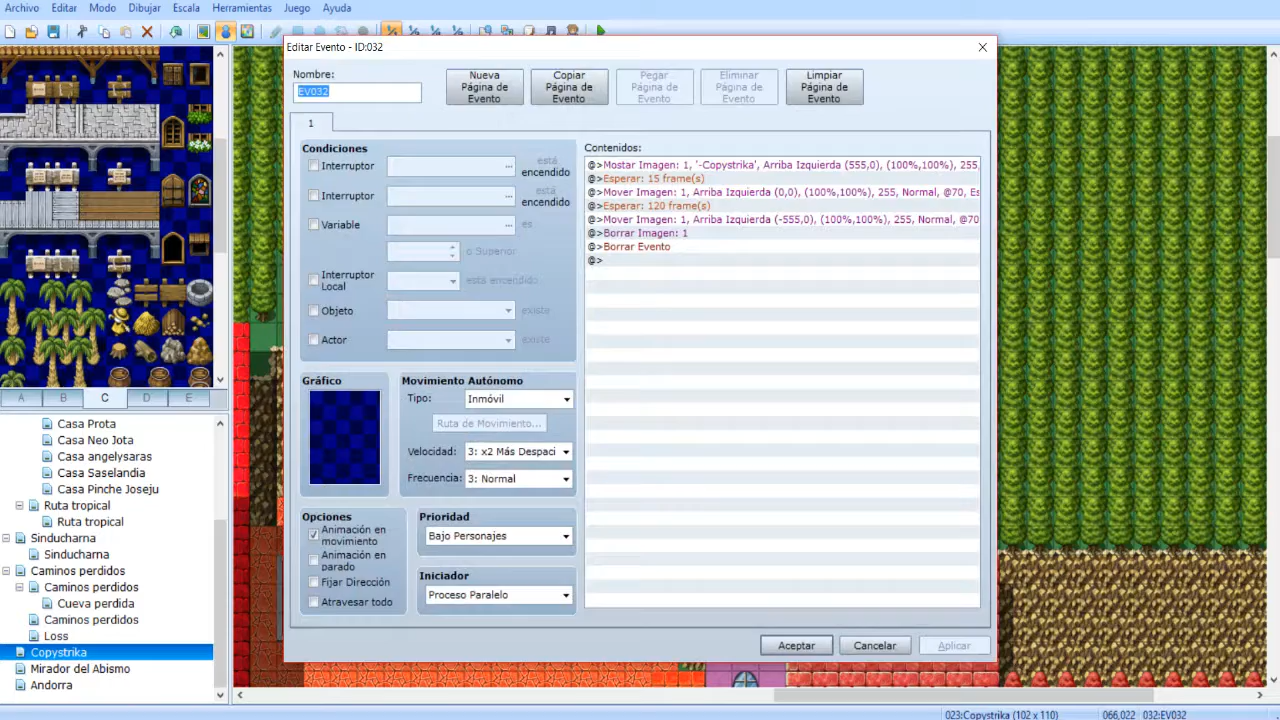 Archivo Editar Modo Dibujar Escala Herramientas Juego Ayuda
Editar Evento - ID:032
Nombre:
EV032
Nueva Página de Evento
Copiar Página de Evento
Pegar Página de Evento
Eliminar Página de Evento
Limpiar Página de Evento
1
Condiciones
Interruptor ... está encendido
Interruptor ... está encendido
Variable ... es
o Superior
Interruptor Local está encendido
Objeto existe
Actor existe
Gráfico
Movimiento Autónomo
Tipo: Inmóvil
Ruta de Movimiento...
Velocidad: 3: x2 Más Despaci
Frecuencia: 3: Normal
Opciones
Animación en movimiento
Animación en parado
Fijar Dirección
Atravesar todo
Prioridad
Bajo Personajes
Iniciador
Proceso Paralelo
Contenidos:
@>Mostar Imagen: 1, '-Copystrika', Arriba Izquierda (555,0), (100%,100%), 255,
@>Esperar: 15 frame(s)
@>Mover Imagen: 1, Arriba Izquierda (0,0), (100%,100%), 255, Normal, @70, Es
@>Esperar: 120 frame(s)
@>Mover Imagen: 1, Arriba Izquierda (-555,0), (100%,100%), 255, Normal, @70
@>Borrar Imagen: 1
@>Borrar Evento
@>
Aceptar Cancelar Aplicar
A B C D E
Casa Prota
Casa Neo Jota
Casa angelysaras
Casa Saselandia
Casa Pinche Joseju
Ruta tropical
Ruta tropical
Sinducharna
Sinducharna
Caminos perdidos
Caminos perdidos
Cueva perdida
Caminos perdidos
Loss
Copystrika
Mirador del Abismo
Andorra
023:Copystrika (102 x 110) 066,022 032:EV032